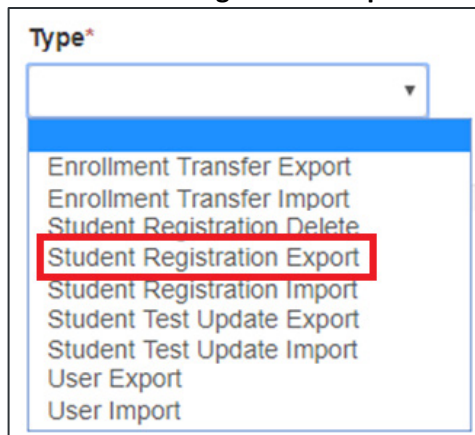 Type*
Enrollment Transfer Export
Enrollment Transfer Import
Student Registration Delete
Student Registration Export
Student Registration Import
Student Test Update Export
Student Test Update Import
User Export
User Import